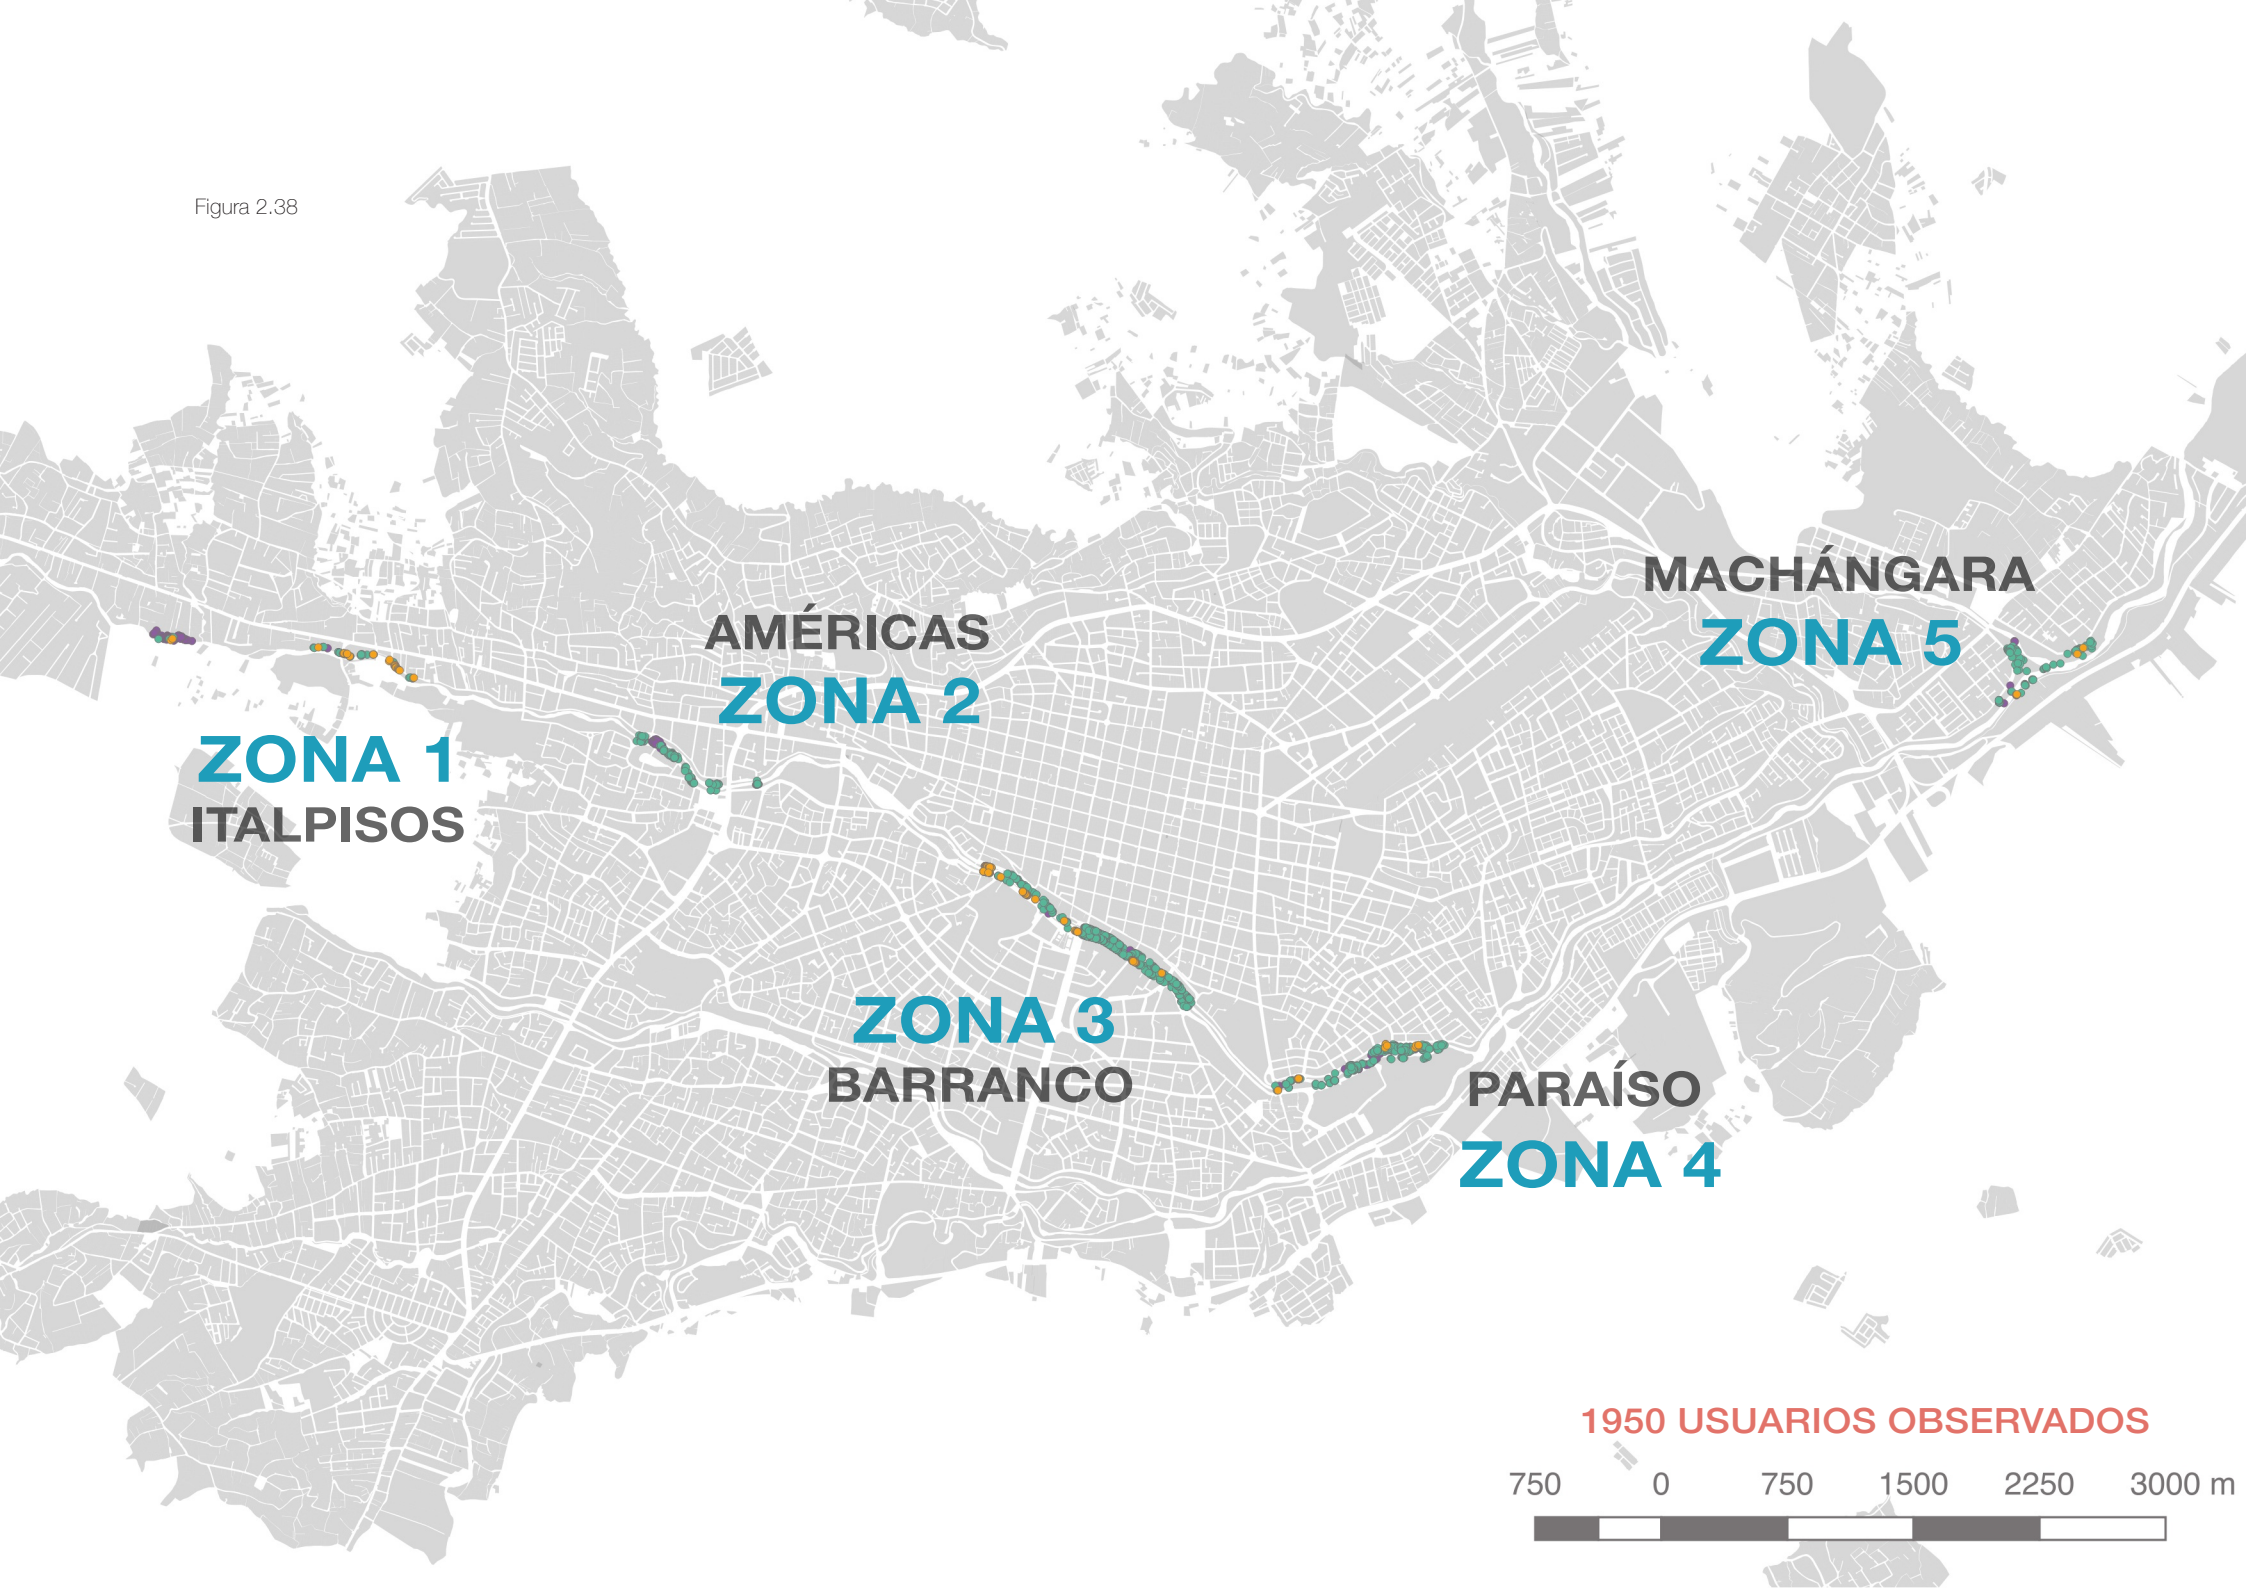 Figura 2.38
MACHÁNGARA
ZONA 5
AMÉRICAS
ZONA 2
ZONA 1
ITALPISOS
ZONA 3
BARRANCO
PARAÍSO
ZONA 4
1950 USUARIOS OBSERVADOS
750 0 750 1500 2250 3000 m